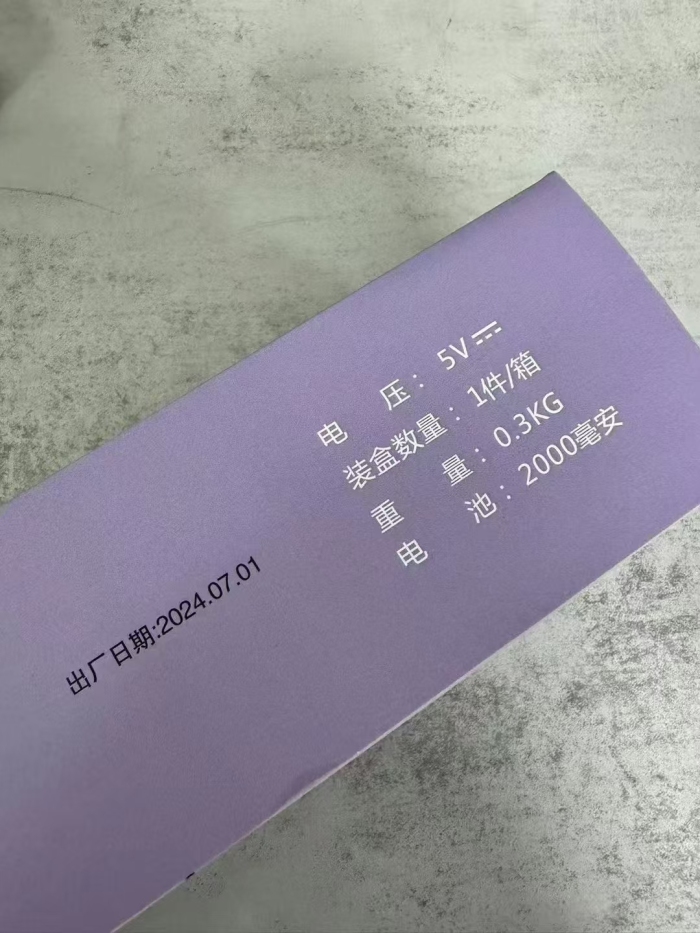 电 压：5V⎓
装盒数量：1件/箱
重 量：0.3KG
电 池：2000毫安
出厂日期:2024.07.01